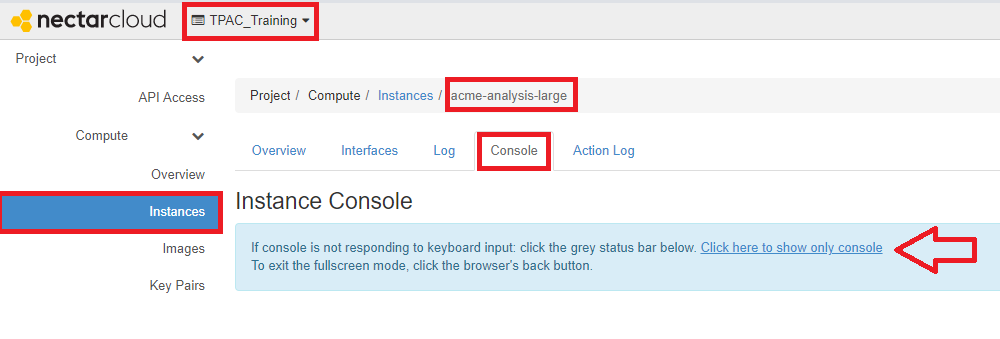 nectarcloud TPAC_Training
Project
API Access
Compute
Overview
Instances
Images
Key Pairs
Project / Compute / Instances / acme-analysis-large
Overview Interfaces Log Console Action Log
Instance Console
If console is not responding to keyboard input: click the grey status bar below. Click here to show only console
To exit the fullscreen mode, click the browser's back button.